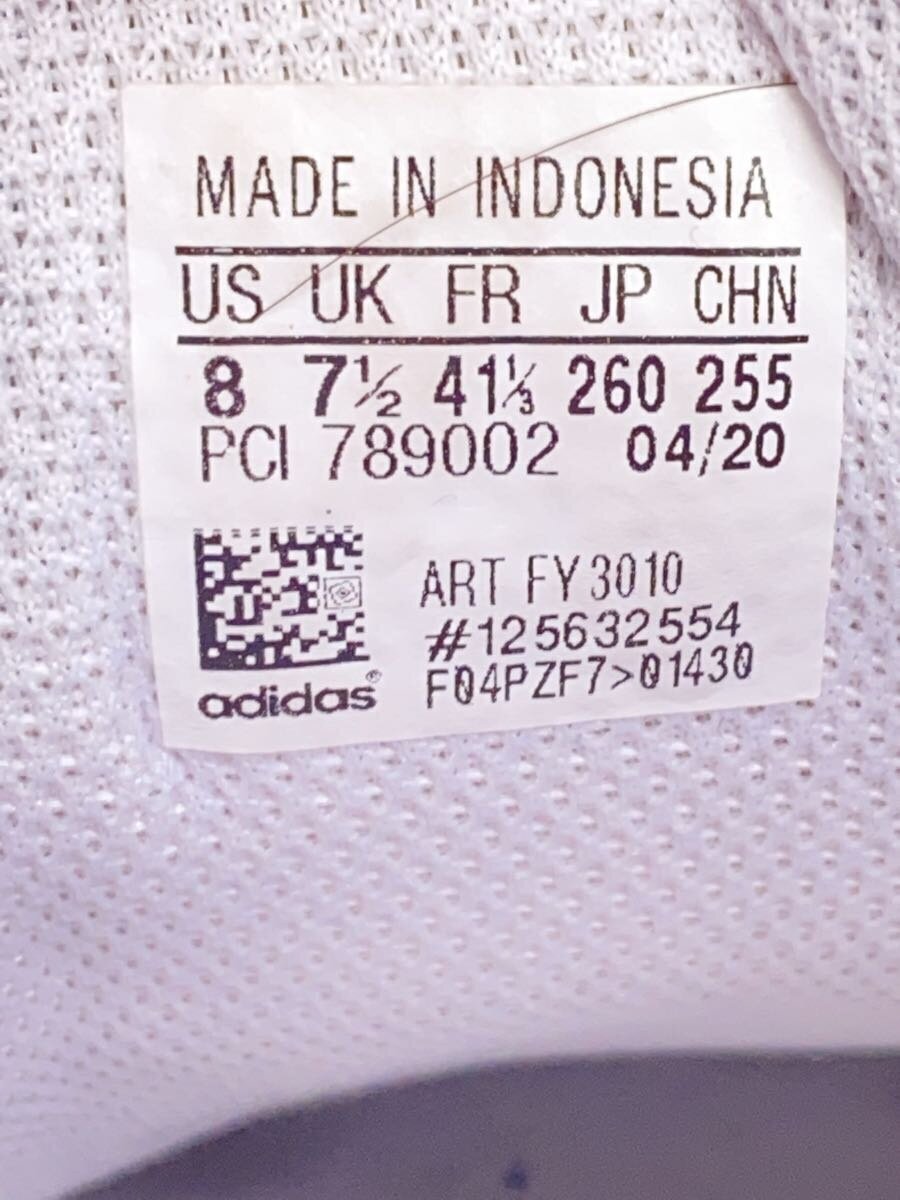 MADE IN INDONESIA
US UK FR JP CHN
8 7½ 41⅓ 260 255
PCI 789002 04/20
ART FY3010
#125632554
adidas® F04PZF7>01430